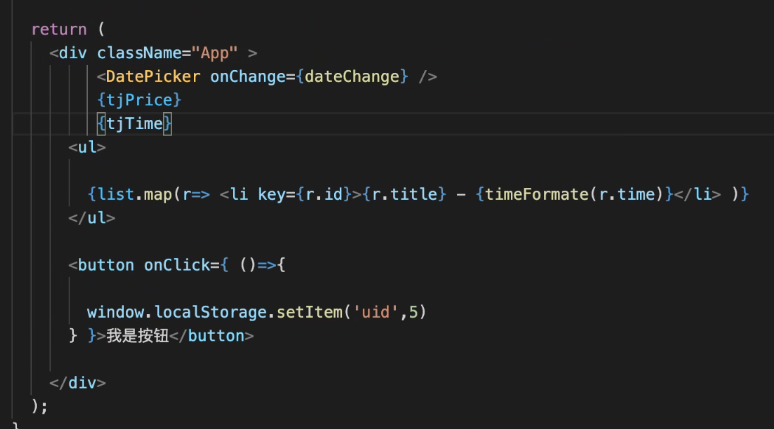 return (
<div className="App" >
<DatePicker onChange={dateChange} />
{tjPrice}
{tjTime}
<ul>
{list.map(r=> <li key={r.id}>{r.title} - {timeFormate(r.time)}</li> )}
</ul>
<button onClick={ ()=>{
window.localStorage.setItem('uid',5)
} }>我是按钮</button>
</div>
);
}